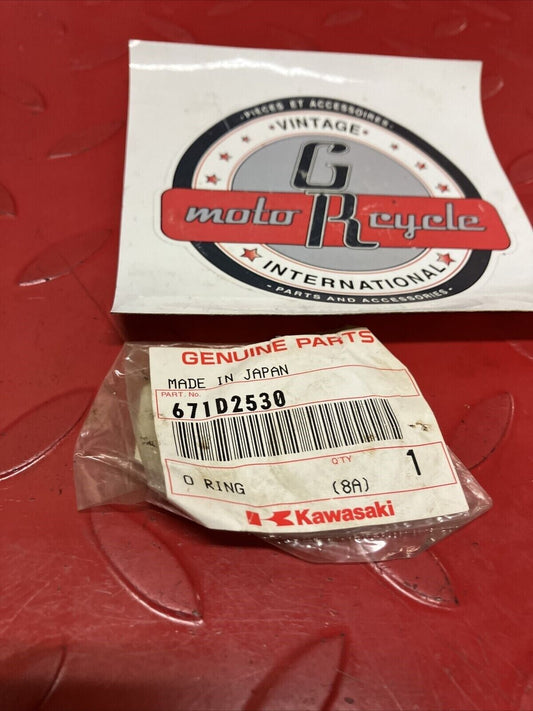 - PIÈCES ET ACCESSOIRES -
• VINTAGE •
G
moto R cycle
INTERNATIONAL
- PARTS AND ACCESSORIES -
GENUINE PARTS
MADE IN JAPAN
PART. No.
671D2530
O RING
QTY
(8A)
1
Kawasaki